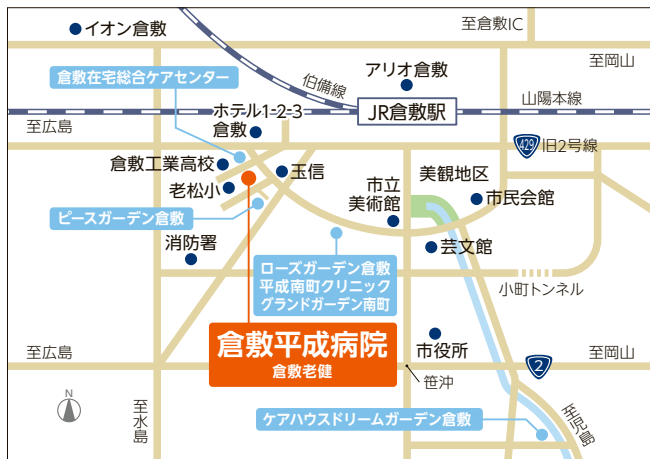 至倉敷IC
イオン倉敷
至岡山
倉敷在宅総合ケアセンター
伯備線
アリオ倉敷
山陽本線
JR倉敷駅
ホテル1-2-3
倉敷
至広島
429
旧2号線
倉敷工業高校
玉信
老松小
美観地区
市立
美術館
市民会館
ピースガーデン倉敷
消防署
芸文館
ローズガーデン倉敷
平成南町クリニック
グランドガーデン南町
小町トンネル
倉敷平成病院
倉敷老健
市役所
至広島
2
至岡山
笹沖
N
至水島
ケアハウスドリームガーデン倉敷
至児島